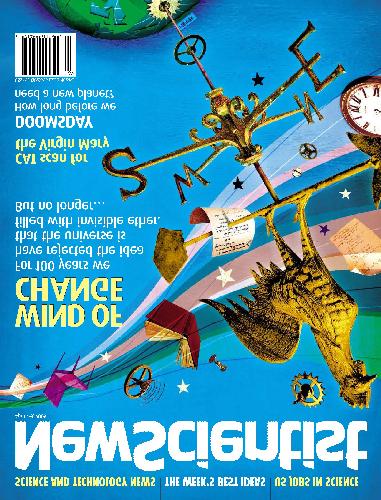 SCIENCE AND TECHNOLOGY NEWS | THE WEEK'S BEST IDEAS | US JOBS IN SCIENCE
NewScientist
WIND OF
CHANGE
For 100 years we
have rejected the idea
that the universe is
filled with invisible ether.
But no longer...
CAT scan for
the Virgin Mary
DOOMSDAY
How long before we
need a new planet?
S
W
N
E